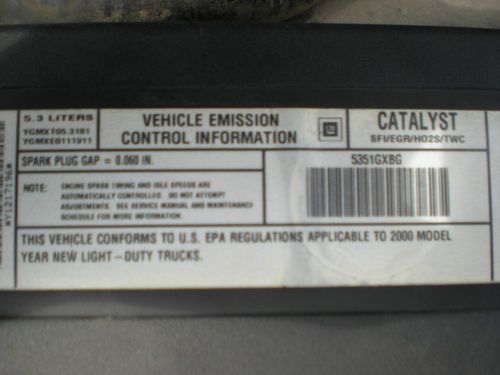 5.3 LITERS
YGMXT05.3181
YGMXE0111911
VEHICLE EMISSION
CONTROL INFORMATION
GM
CATALYST
SFI/EGR/HO2S/TWC
SPARK PLUG GAP = 0.060 IN.
5351GXBG
NOTE: ENGINE SPARK TIMING AND IDLE SPEEDS ARE
AUTOMATICALLY CONTROLLED. DO NOT ATTEMPT
ADJUSTMENTS. SEE SERVICE MANUAL AND MAINTENANCE
SCHEDULE FOR MORE INFORMATION.
*Y12171964*
THIS VEHICLE CONFORMS TO U.S. EPA REGULATIONS APPLICABLE TO 2000 MODEL
YEAR NEW LIGHT-DUTY TRUCKS.